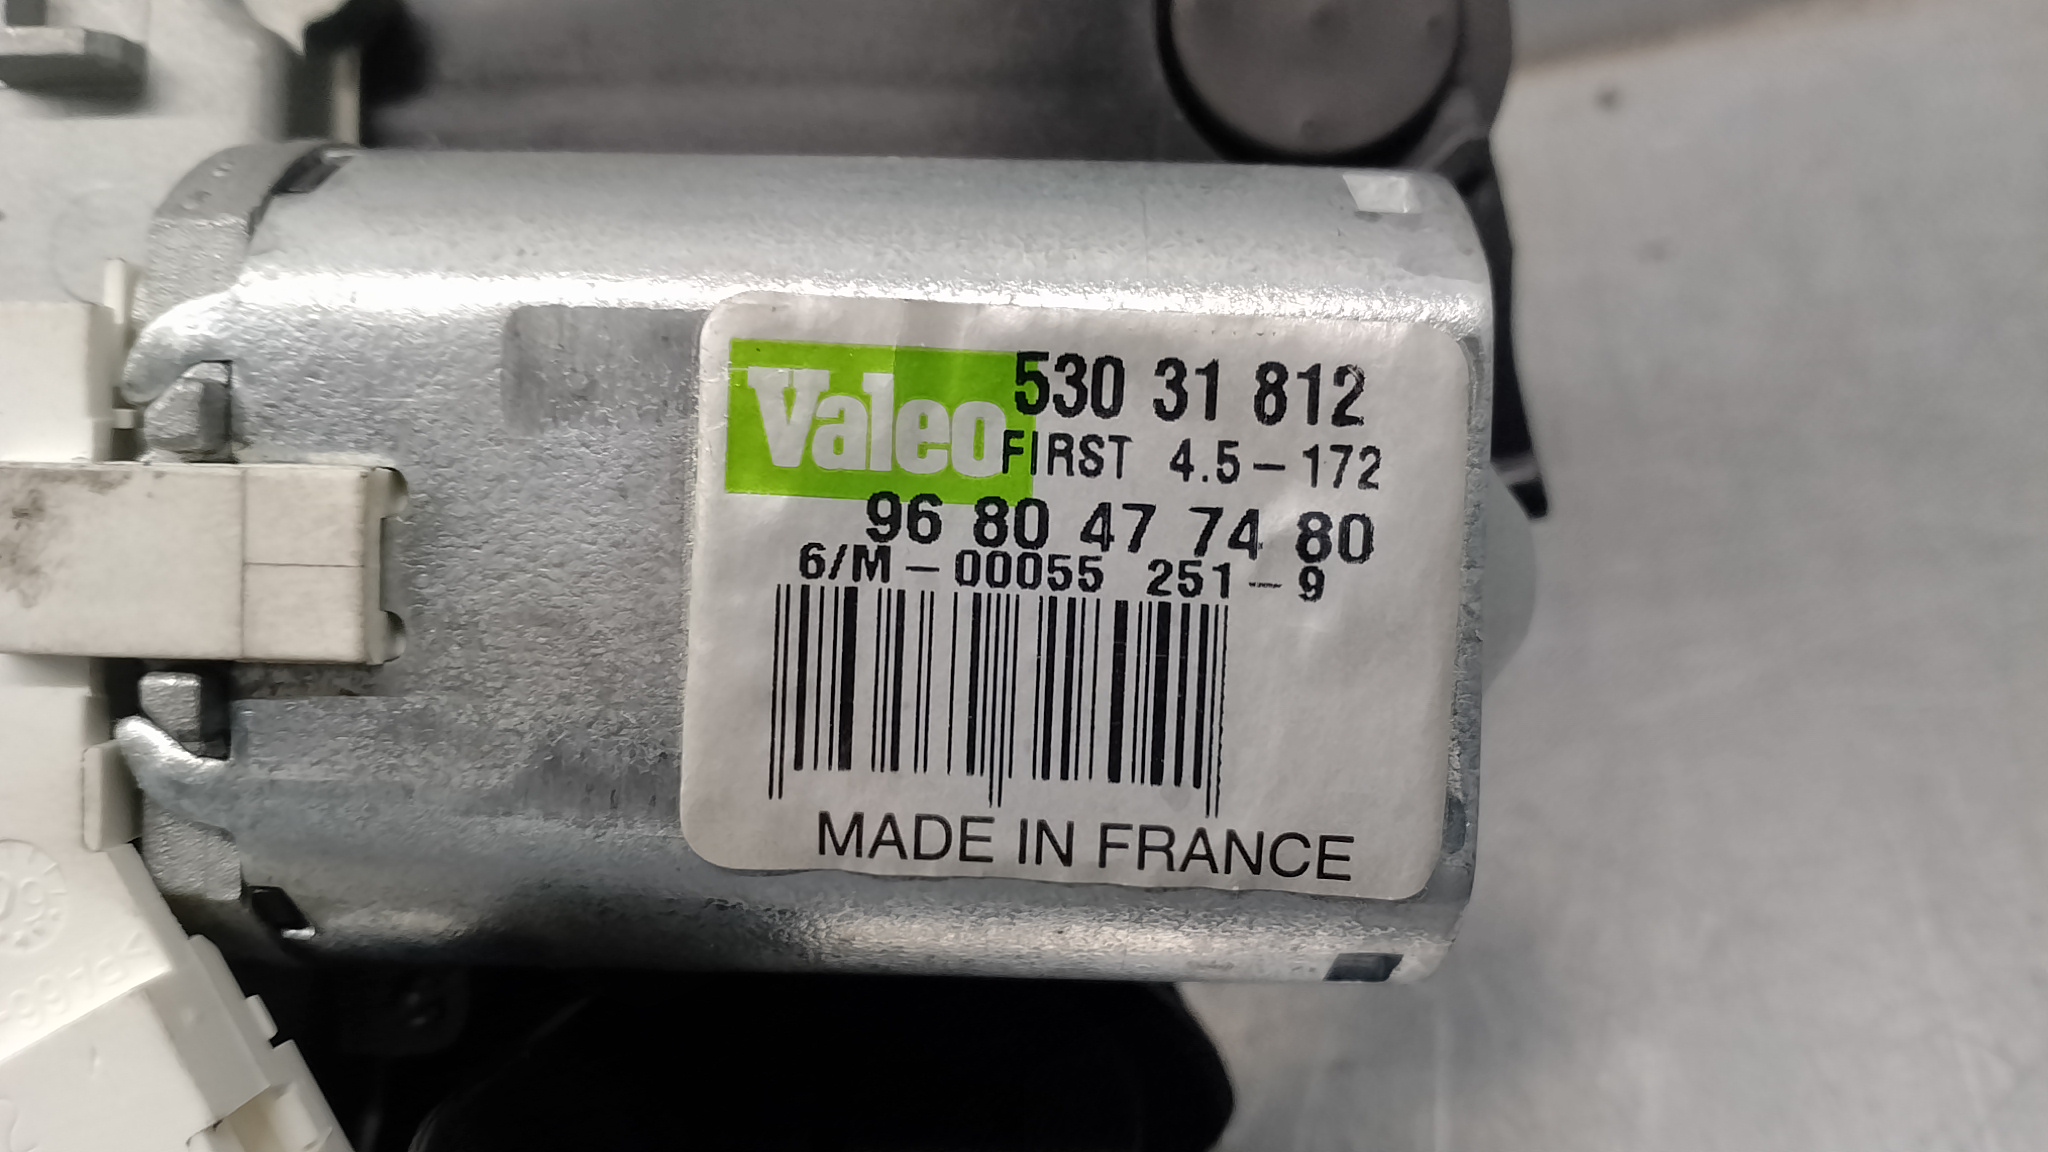 Valeo 530 31 812
FIRST 4.5-172
96 80 47 74 80
6/M-00055 251-9
MADE IN FRANCE